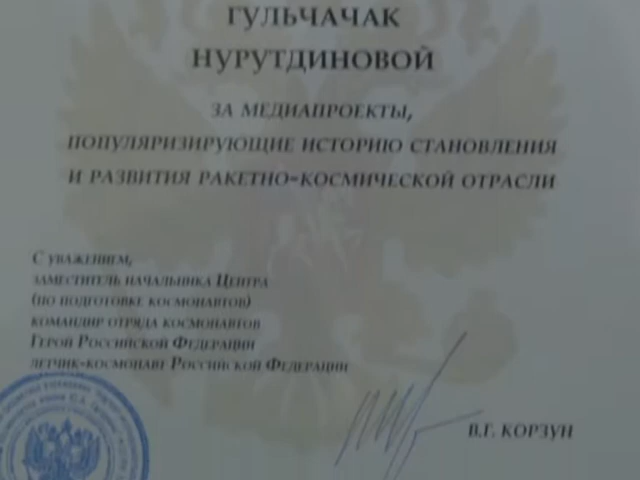 ГУЛЬЧАЧАК
НУРУТДИНОВОЙ
ЗА МЕДИАПРОЕКТЫ,
ПОПУЛЯРИЗИРУЮЩИЕ ИСТОРИЮ СТАНОВЛЕНИЯ
И РАЗВИТИЯ РАКЕТНО-КОСМИЧЕСКОЙ ОТРАСЛИ
С УВАЖЕНИЕМ,
ЗАМЕСТИТЕЛЬ НАЧАЛЬНИКА ЦЕНТРА
(ПО ПОДГОТОВКЕ КОСМОНАВТОВ)
КОМАНДИР ОТРЯДА КОСМОНАВТОВ
ГЕРОЙ РОССИЙСКОЙ ФЕДЕРАЦИИ
ЛЕТЧИК-КОСМОНАВТ РОССИЙСКОЙ ФЕДЕРАЦИИ
В.Г. КОРЗУН